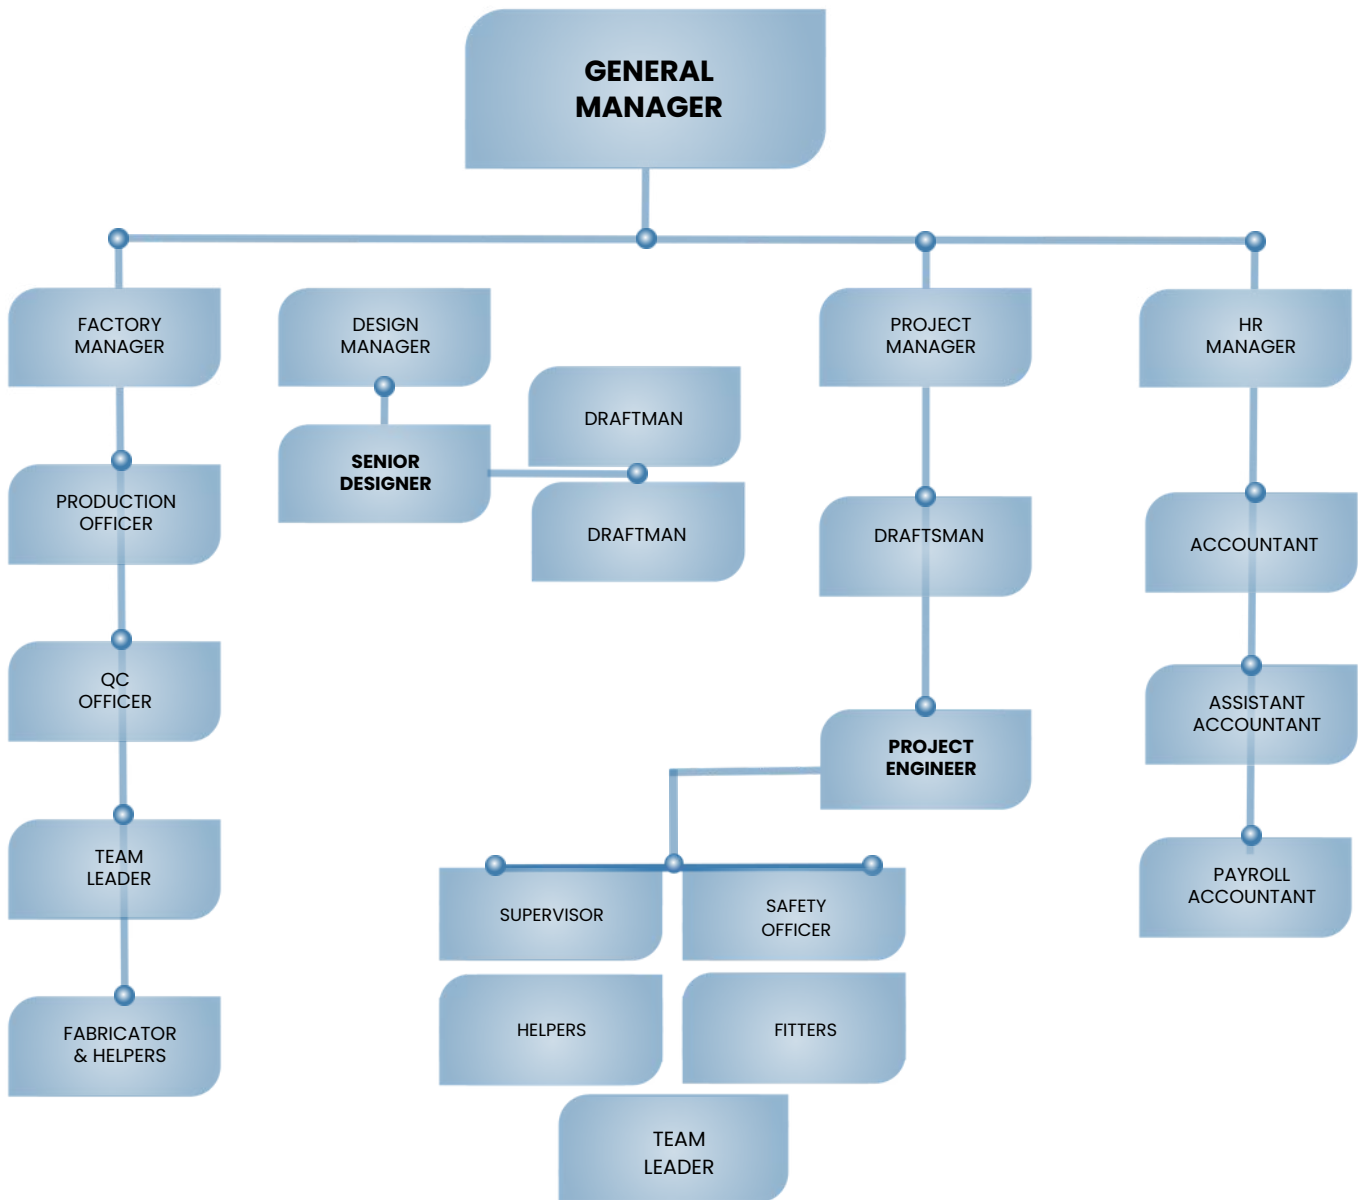 GENERAL
MANAGER
FACTORY
MANAGER
DESIGN
MANAGER
PROJECT
MANAGER
HR
MANAGER
DRAFTMAN
SENIOR
DESIGNER
DRAFTMAN
PRODUCTION
OFFICER
DRAFTSMAN
ACCOUNTANT
QC
OFFICER
PROJECT
ENGINEER
ASSISTANT
ACCOUNTANT
TEAM
LEADER
SUPERVISOR
SAFETY
OFFICER
PAYROLL
ACCOUNTANT
FABRICATOR
& HELPERS
HELPERS
FITTERS
TEAM
LEADER